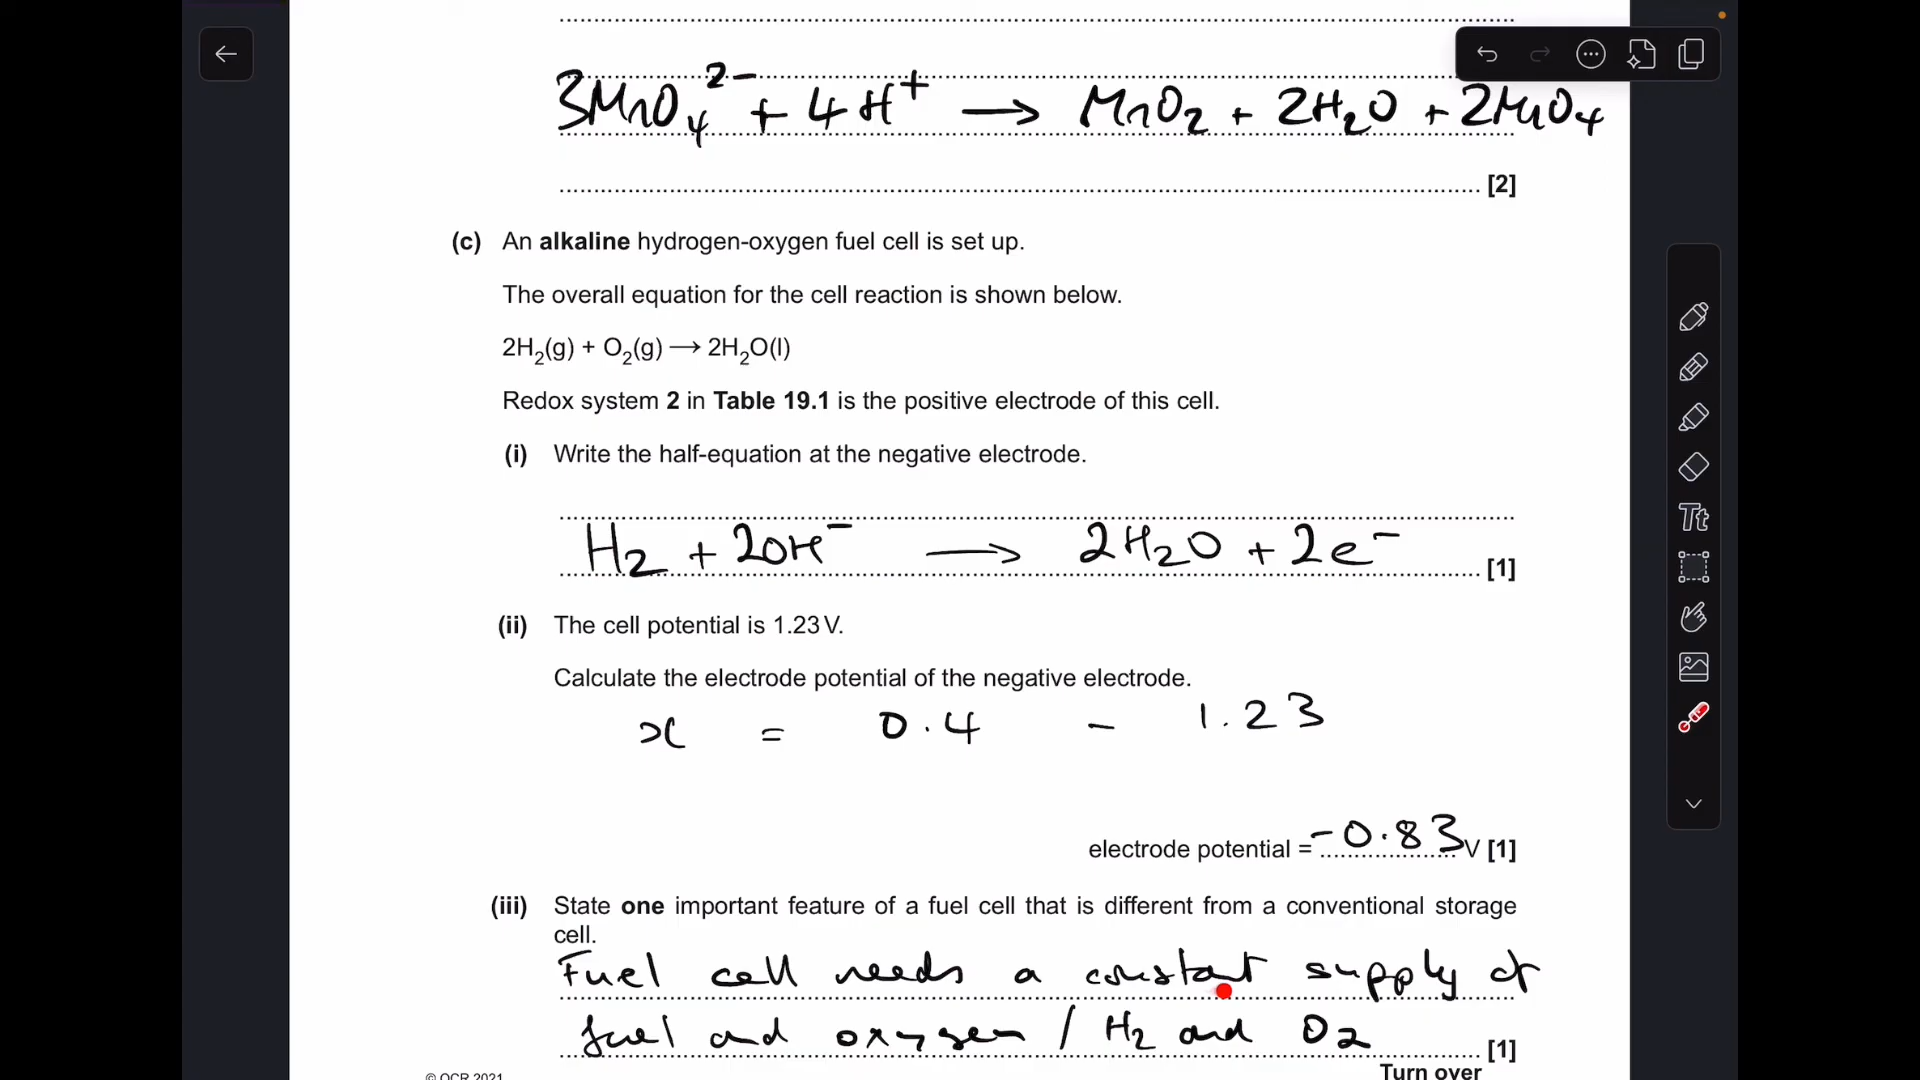 3MnO₄²⁻ + 4H⁺ → MnO₂ + 2H₂O + 2MnO₄
[2]
(c) An alkaline hydrogen-oxygen fuel cell is set up.
The overall equation for the cell reaction is shown below.
2H₂(g) + O₂(g) → 2H₂O(l)
Redox system 2 in Table 19.1 is the positive electrode of this cell.
(i) Write the half-equation at the negative electrode.
H₂ + 2OH⁻ → 2H₂O + 2e⁻ [1]
(ii) The cell potential is 1.23 V.
Calculate the electrode potential of the negative electrode.
x = 0.4 - 1.23
electrode potential = -0.83 V [1]
(iii) State one important feature of a fuel cell that is different from a conventional storage
cell.
Fuel cell needs a constant supply of
fuel and oxygen / H₂ and O₂ [1]
© OCR 2021
Turn over
Tt